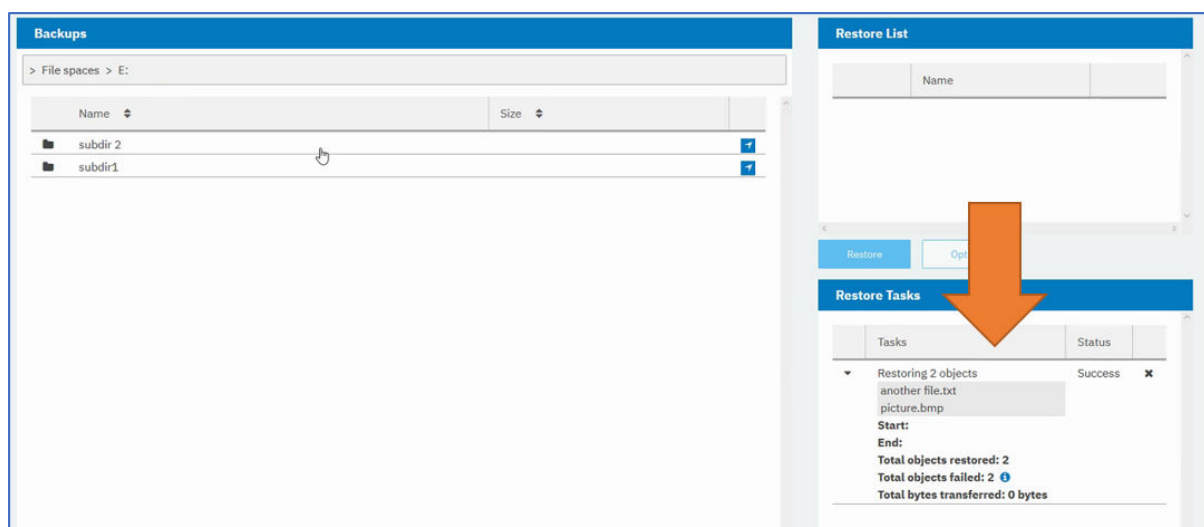 Backups
> File spaces > E:
Name Size
subdir 2
subdir1
Restore List
Name
Restore
Restore Tasks
Tasks Status
Restoring 2 objects Success
another file.txt
picture.bmp
Start:
End:
Total objects restored: 2
Total objects failed: 2
Total bytes transferred: 0 bytes